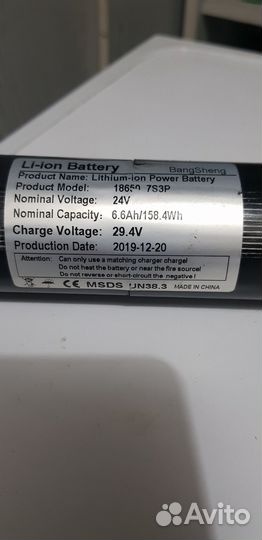 Li-ion Battery BangSheng
Product Name: Lithium-ion Power Battery
Product Model: 18650 7S3P
Nominal Voltage: 24V
Nominal Capacity: 6.6Ah/158.4Wh
Charge Voltage: 29.4V
Production Date: 2019-12-20
Attention: Can only use a matching charger charge!
Do not heat the battery or near the fire source!
Do not reverse or short-circuit the negative !
CE MSDS UN38.3 MADE IN CHINA
Avito